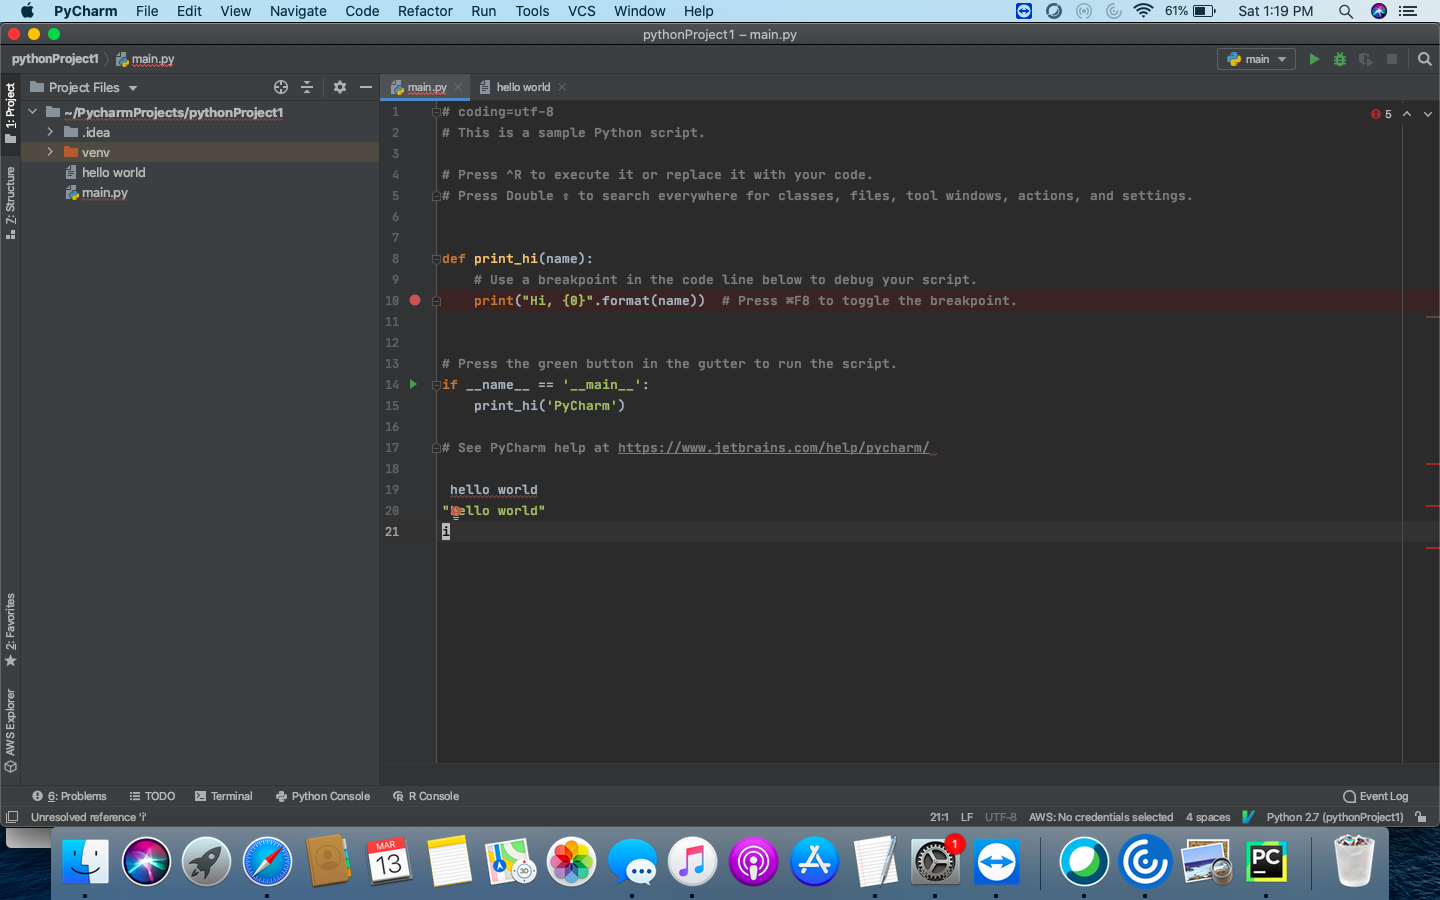 PyCharm File Edit View Navigate Code Refactor Run Tools VCS Window Help 61% Sat 1:19 PM
pythonProject1 – main.py
pythonProject1 main.py main
1: Project
Project Files
main.py
hello world
~/PycharmProjects/pythonProject1
.idea
venv
hello world
main.py
Z: Structure
2: Favorites
AWS Explorer
5
1 # coding=utf-8
2 # This is a sample Python script.
3
4 # Press ^R to execute it or replace it with your code.
5 # Press Double ⇧ to search everywhere for classes, files, tool windows, actions, and settings.
6
7
8 def print_hi(name):
9 # Use a breakpoint in the code line below to debug your script.
10 print("Hi, {0}".format(name)) # Press ⌘F8 to toggle the breakpoint.
11
12
13 # Press the green button in the gutter to run the script.
14 if __name__ == '__main__':
15 print_hi('PyCharm')
16
17 # See PyCharm help at https://www.jetbrains.com/help/pycharm/
18
19 hello world
20 "hello world"
21 i
6: Problems TODO Terminal Python Console R Console Event Log
Unresolved reference 'i' 21:1 LF UTF-8 AWS: No credentials selected 4 spaces Python 2.7 (pythonProject1)
MAR
13
3D
1
PC